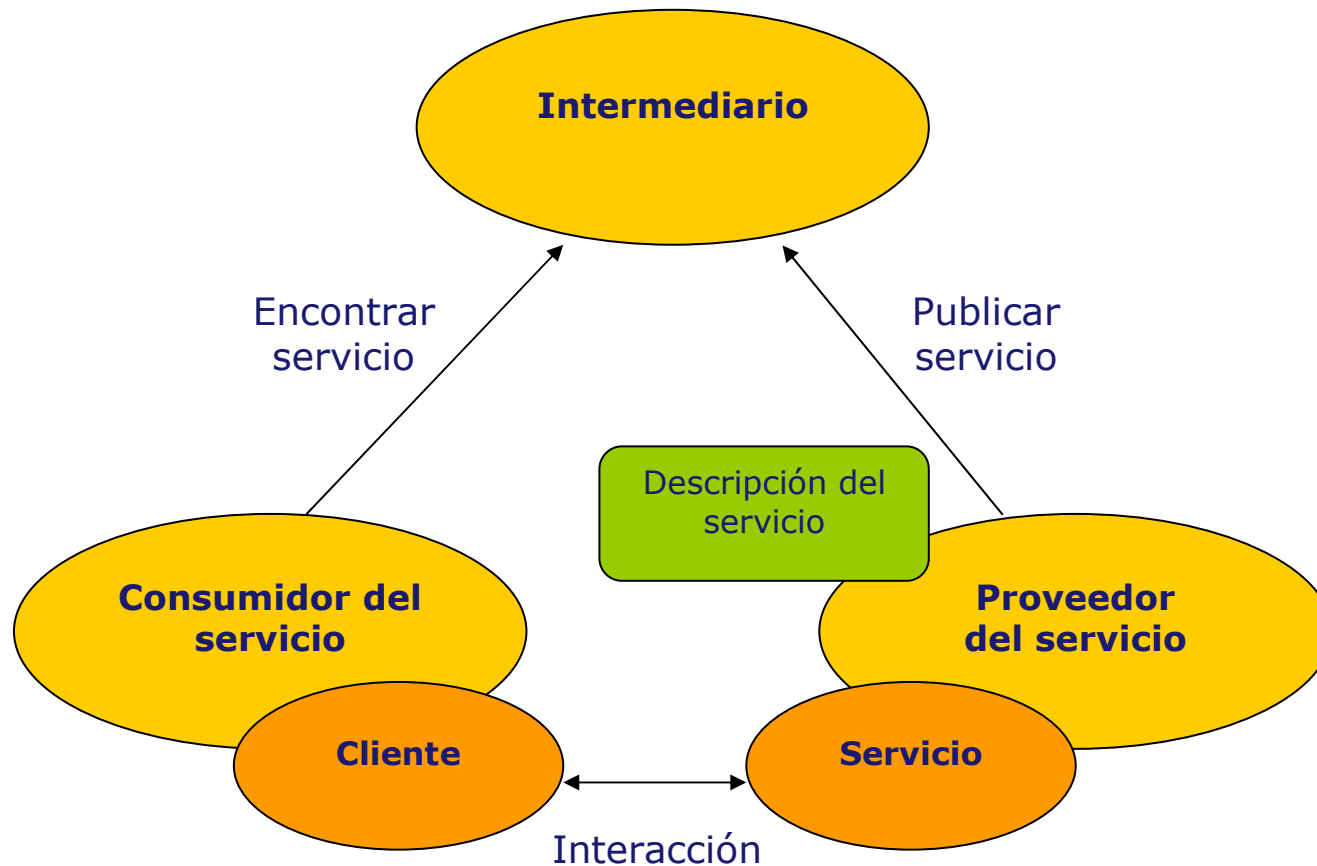 Intermediario
Encontrar
servicio
Publicar
servicio
Descripción del
servicio
Consumidor del
servicio
Proveedor
del servicio
Cliente
Servicio
Interacción